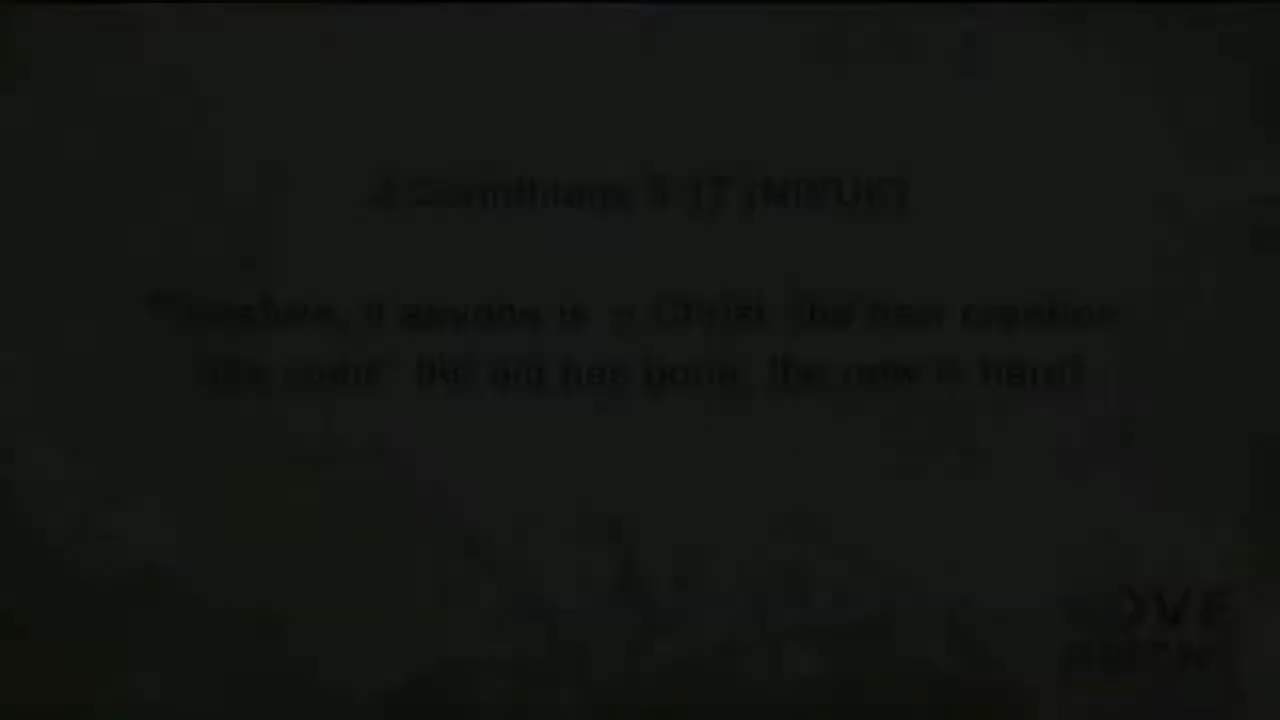 2 Corinthians 5:17 (NIVUK)
Therefore, if anyone is in Christ, the new creation
has come: the old has gone, the new is here!